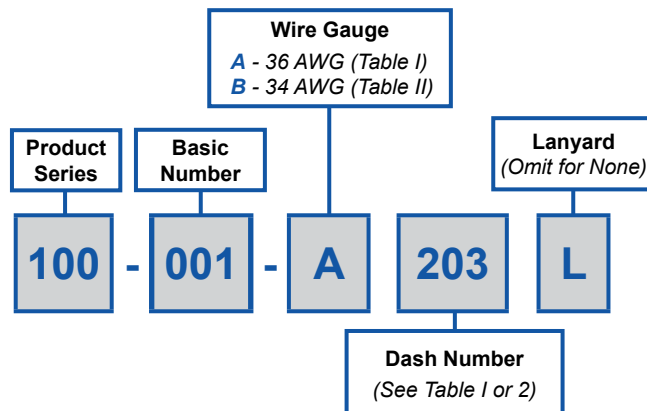 Wire Gauge
A - 36 AWG (Table I)
B - 34 AWG (Table II)
Product
Series
Basic
Number
Lanyard
(Omit for None)
100 - 001 - A 203 L
Dash Number
(See Table I or 2)